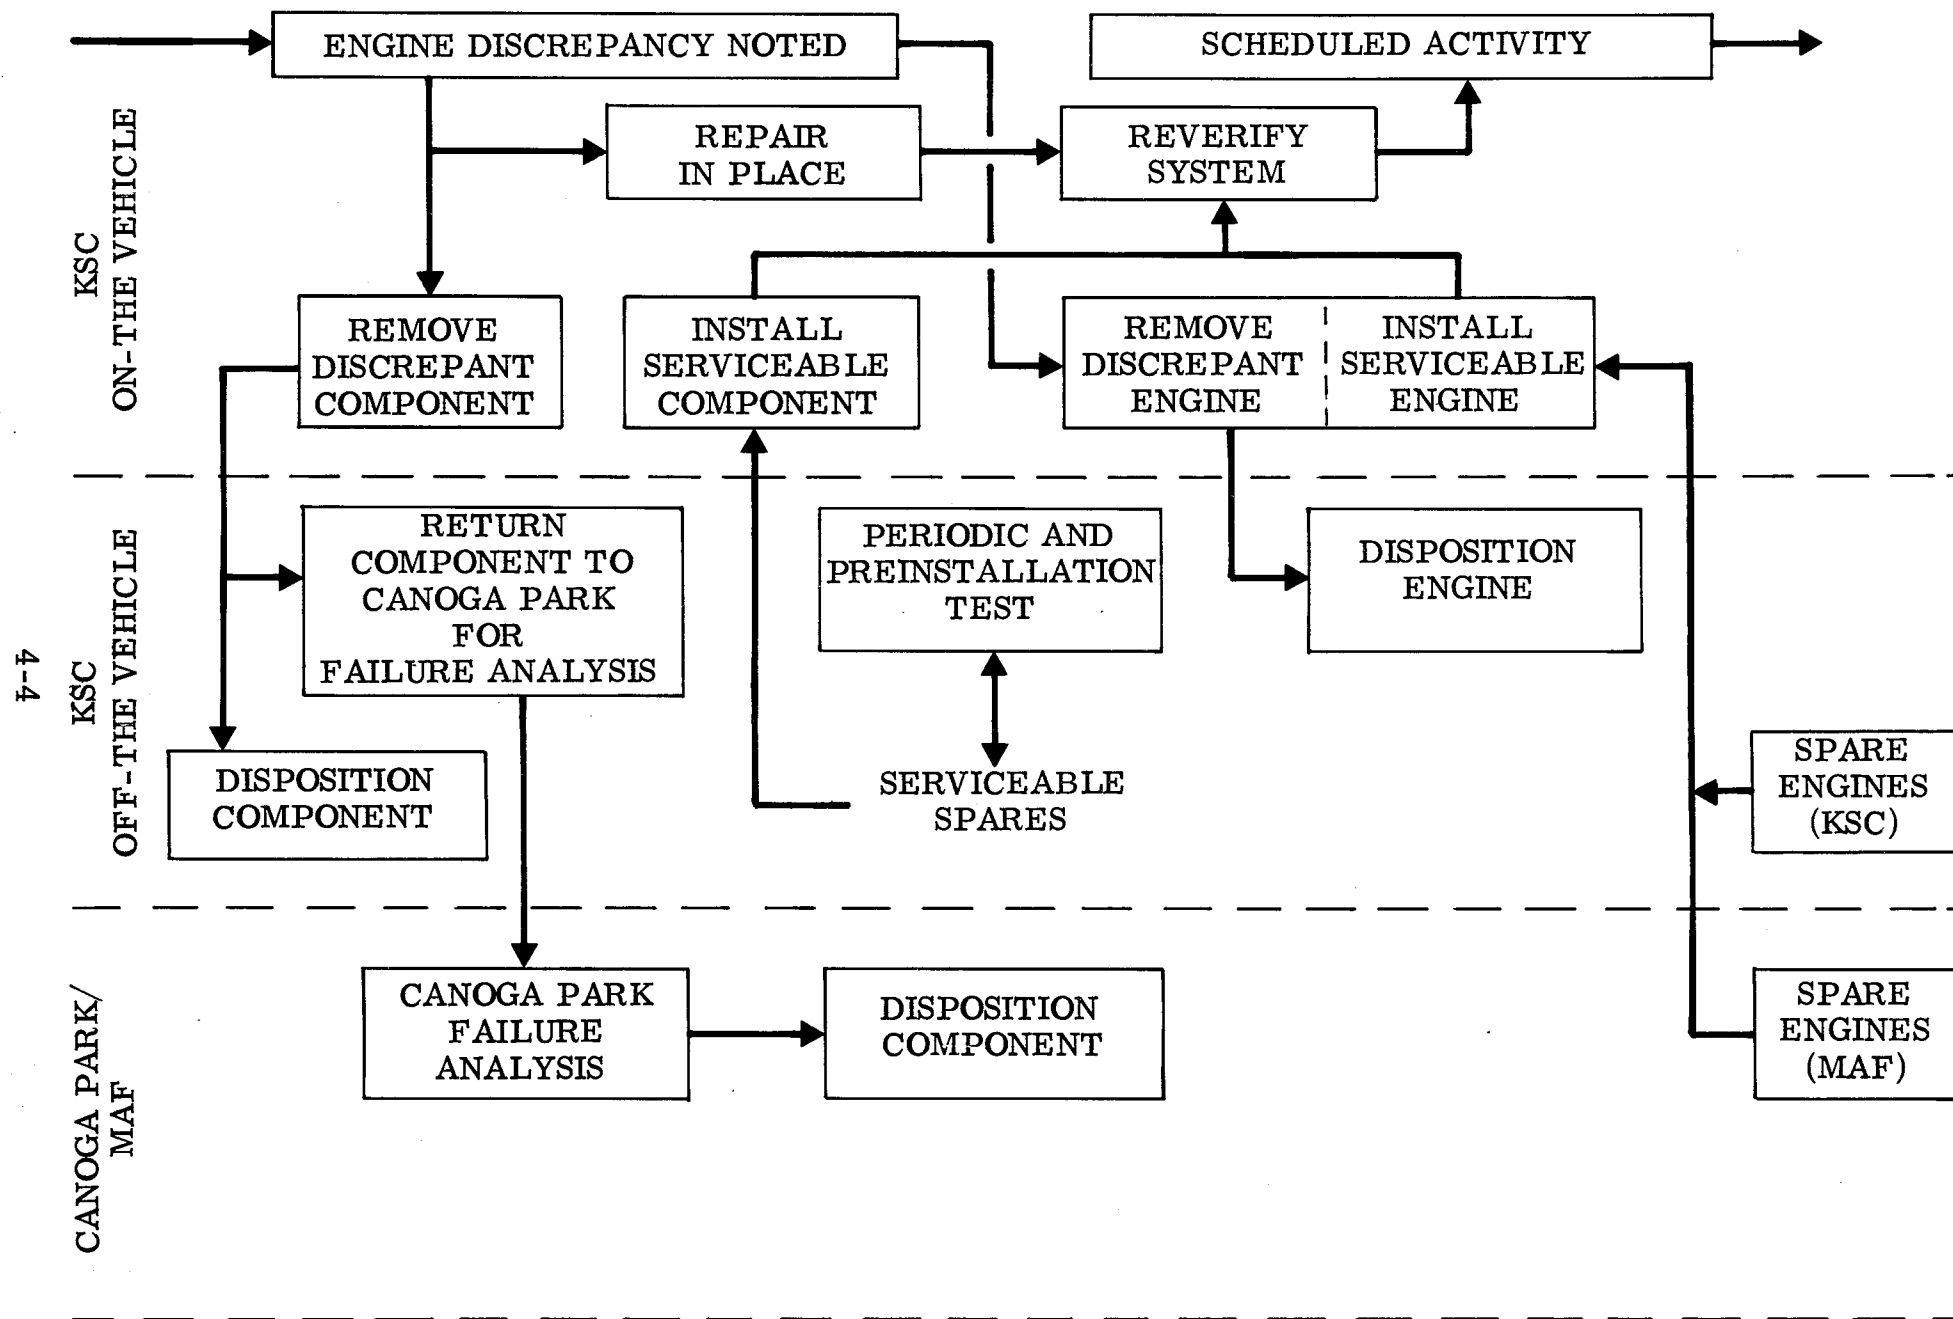 ENGINE DISCREPANCY NOTED
SCHEDULED ACTIVITY
KSC
ON-THE VEHICLE
REPAIR
IN PLACE
REVERIFY
SYSTEM
REMOVE
DISCREPANT
COMPONENT
INSTALL
SERVICEABLE
COMPONENT
REMOVE
DISCREPANT
ENGINE
INSTALL
SERVICEABLE
ENGINE
4-4
KSC
OFF-THE VEHICLE
RETURN
COMPONENT TO
CANOGA PARK
FOR
FAILURE ANALYSIS
PERIODIC AND
PREINSTALLATION
TEST
DISPOSITION
ENGINE
DISPOSITION
COMPONENT
SERVICEABLE
SPARES
SPARE
ENGINES
(KSC)
CANOGA PARK/
MAF
CANOGA PARK
FAILURE
ANALYSIS
DISPOSITION
COMPONENT
SPARE
ENGINES
(MAF)